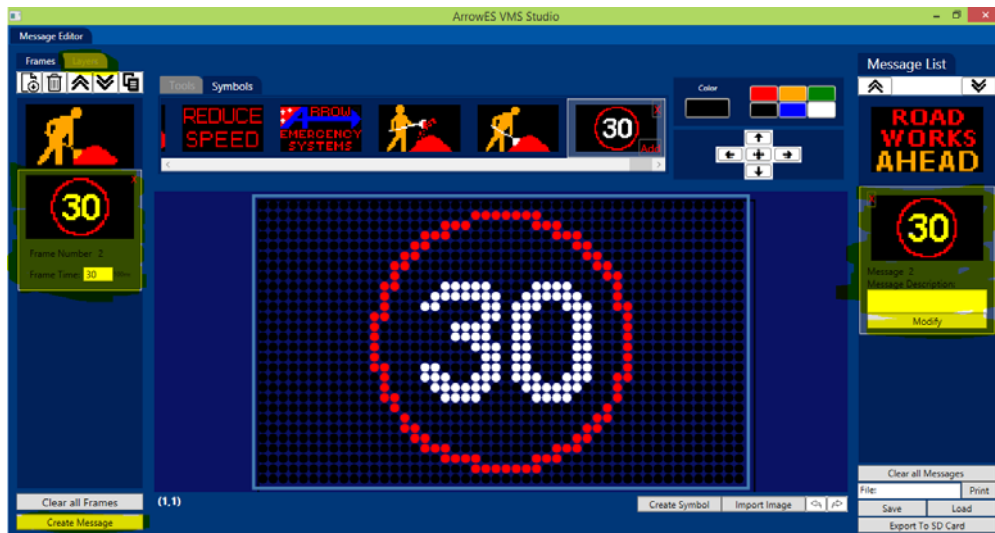 ArrowES VMS Studio
Message Editor
Frames Layers
Tools Symbols
REDUCE
SPEED
ARROW
EMERGENCY
SYSTEMS
30
X
Add
Color
Message List
ROAD
WORKS
AHEAD
X
30
Frame Number 2
Frame Time: 30
30
X
30
Message 2
Message Description:
Modify
Clear all Frames
Create Message
(1,1)
Create Symbol Import Image
Clear all Messages
File: Print
Save Load
Export To SD Card